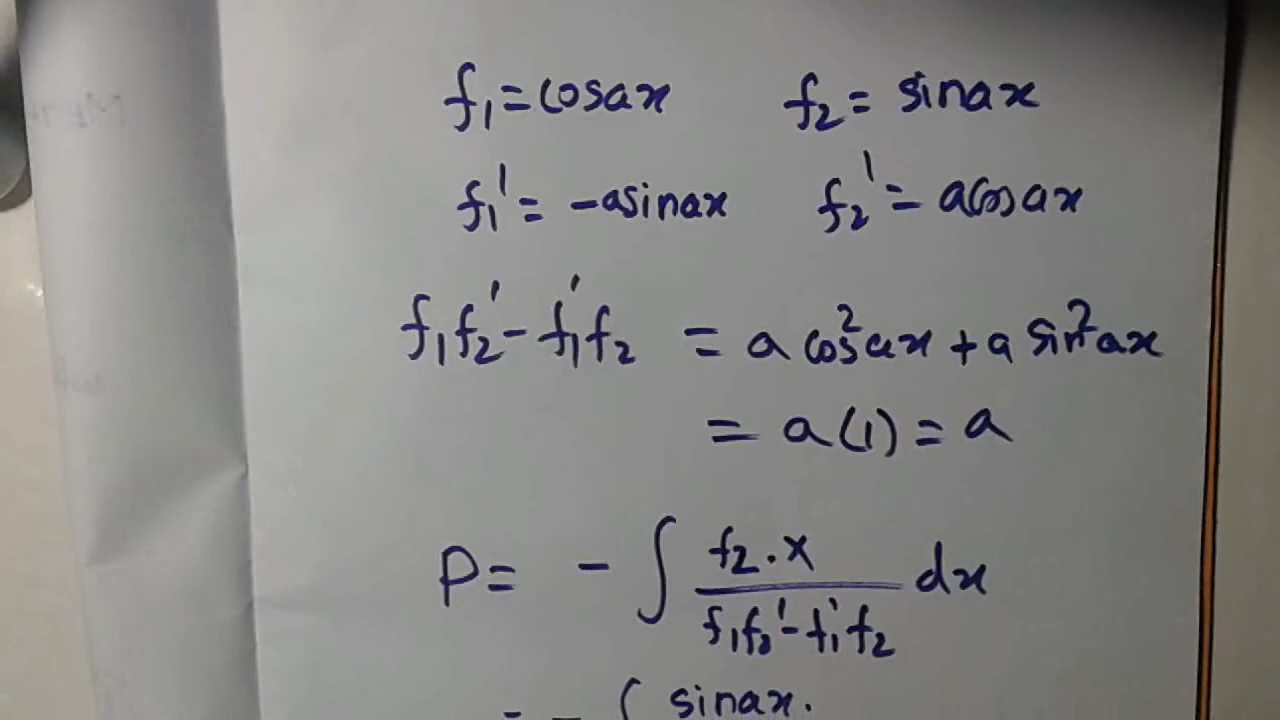 f₁ = cosax f₂ = sinax
f₁' = -asinax f₂' = acosax
f₁f₂' - f₁'f₂ = a cos²ax + a sin²ax
= a(1) = a
P = - ∫ f₂.x / f₁f₂' - f₁'f₂ dx
= - ∫ sinax.